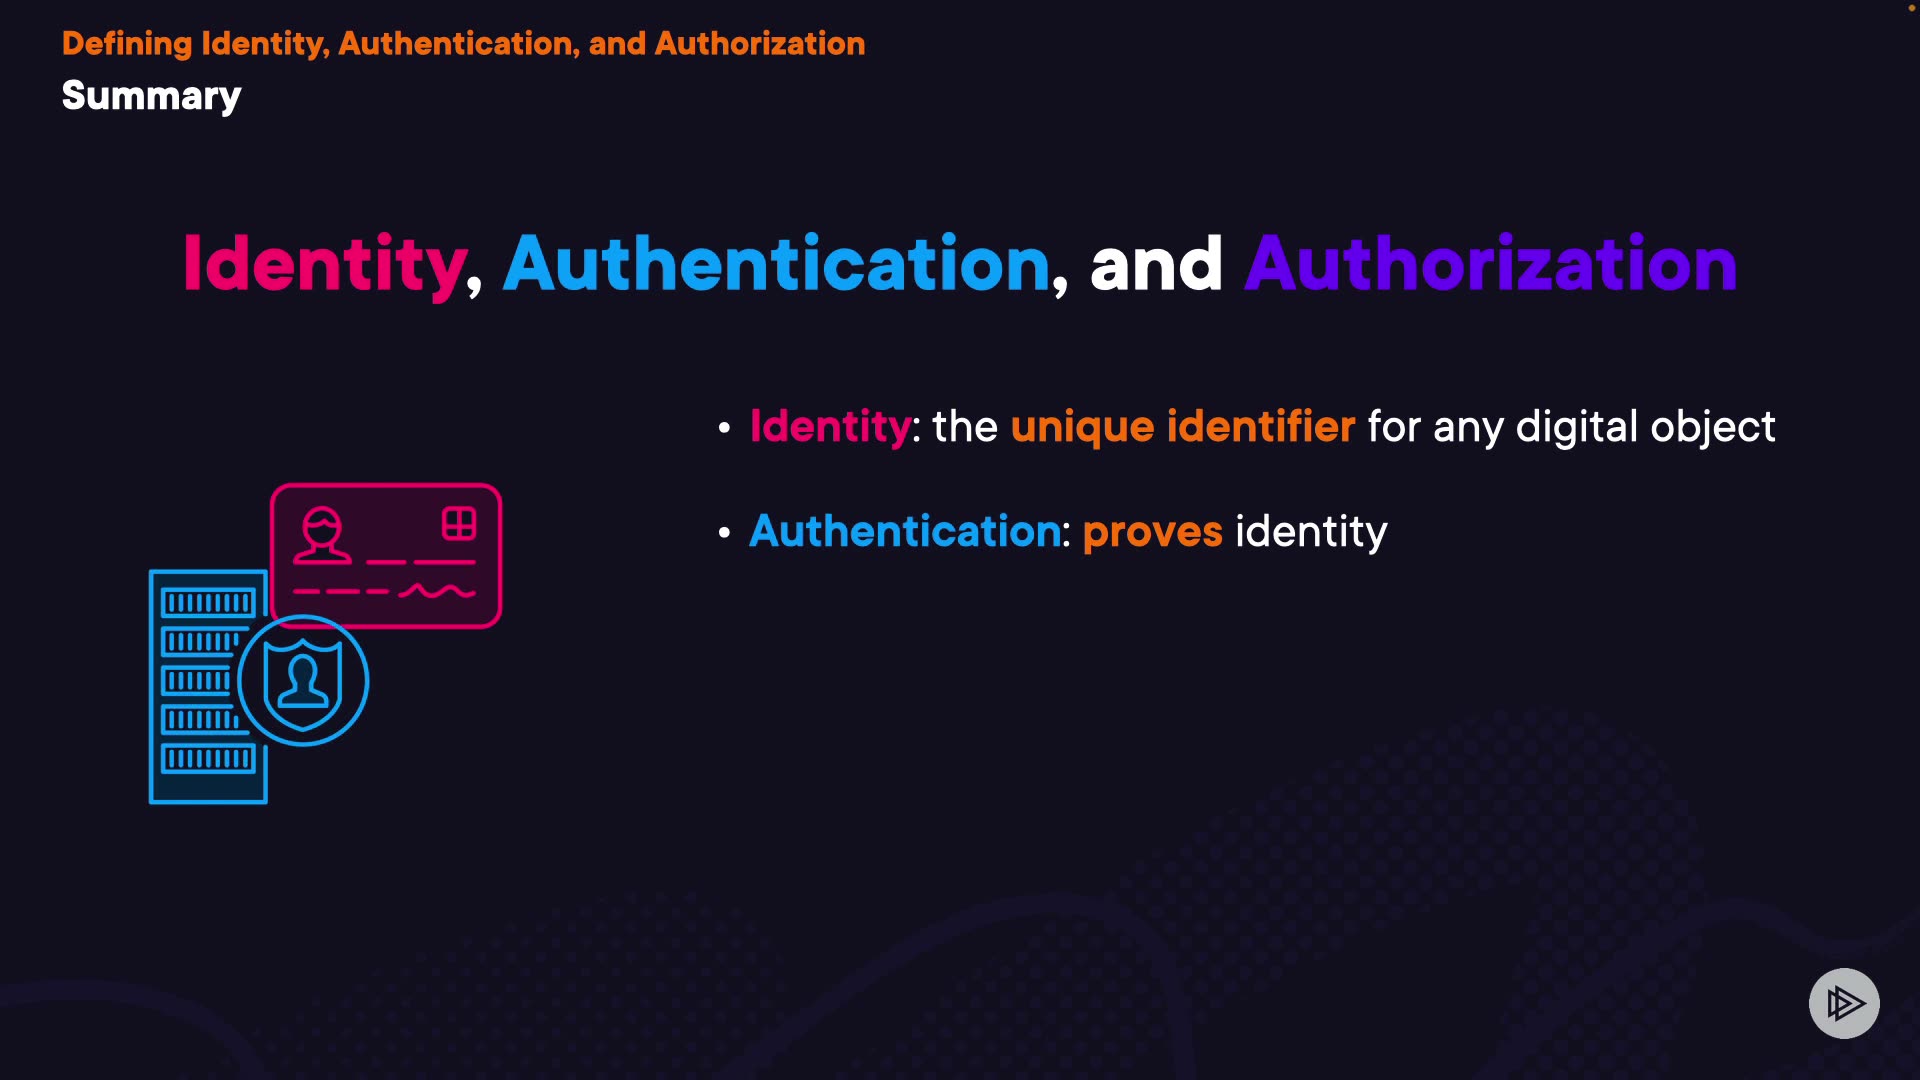 Defining Identity, Authentication, and Authorization
Summary
Identity, Authentication, and Authorization
• Identity: the unique identifier for any digital object
• Authentication: proves identity